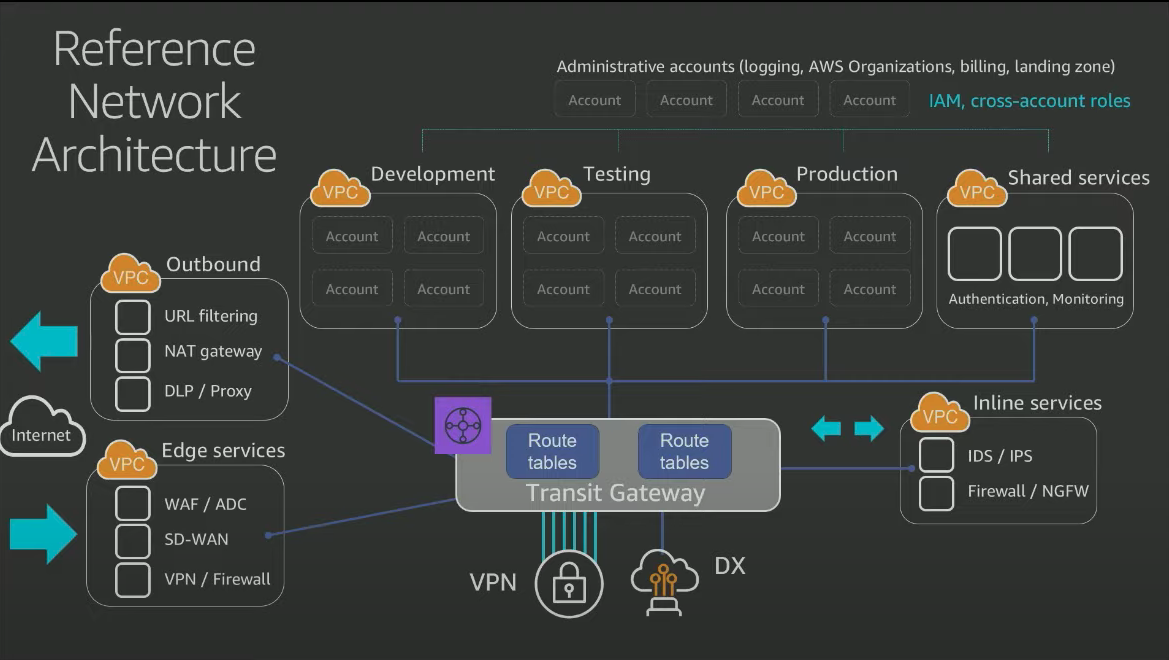 Reference
Network
Architecture
Administrative accounts (logging, AWS Organizations, billing, landing zone)
Account
Account
Account
Account
IAM, cross-account roles
VPC
Development
Account
Account
Account
Account
VPC
Testing
Account
Account
Account
Account
VPC
Production
Account
Account
Account
Account
VPC
Shared services
Authentication, Monitoring
VPC
Outbound
URL filtering
NAT gateway
DLP / Proxy
Internet
VPC
Edge services
WAF / ADC
SD-WAN
VPN / Firewall
Route
tables
Route
tables
Transit Gateway
VPC
Inline services
IDS / IPS
Firewall / NGFW
VPN
DX